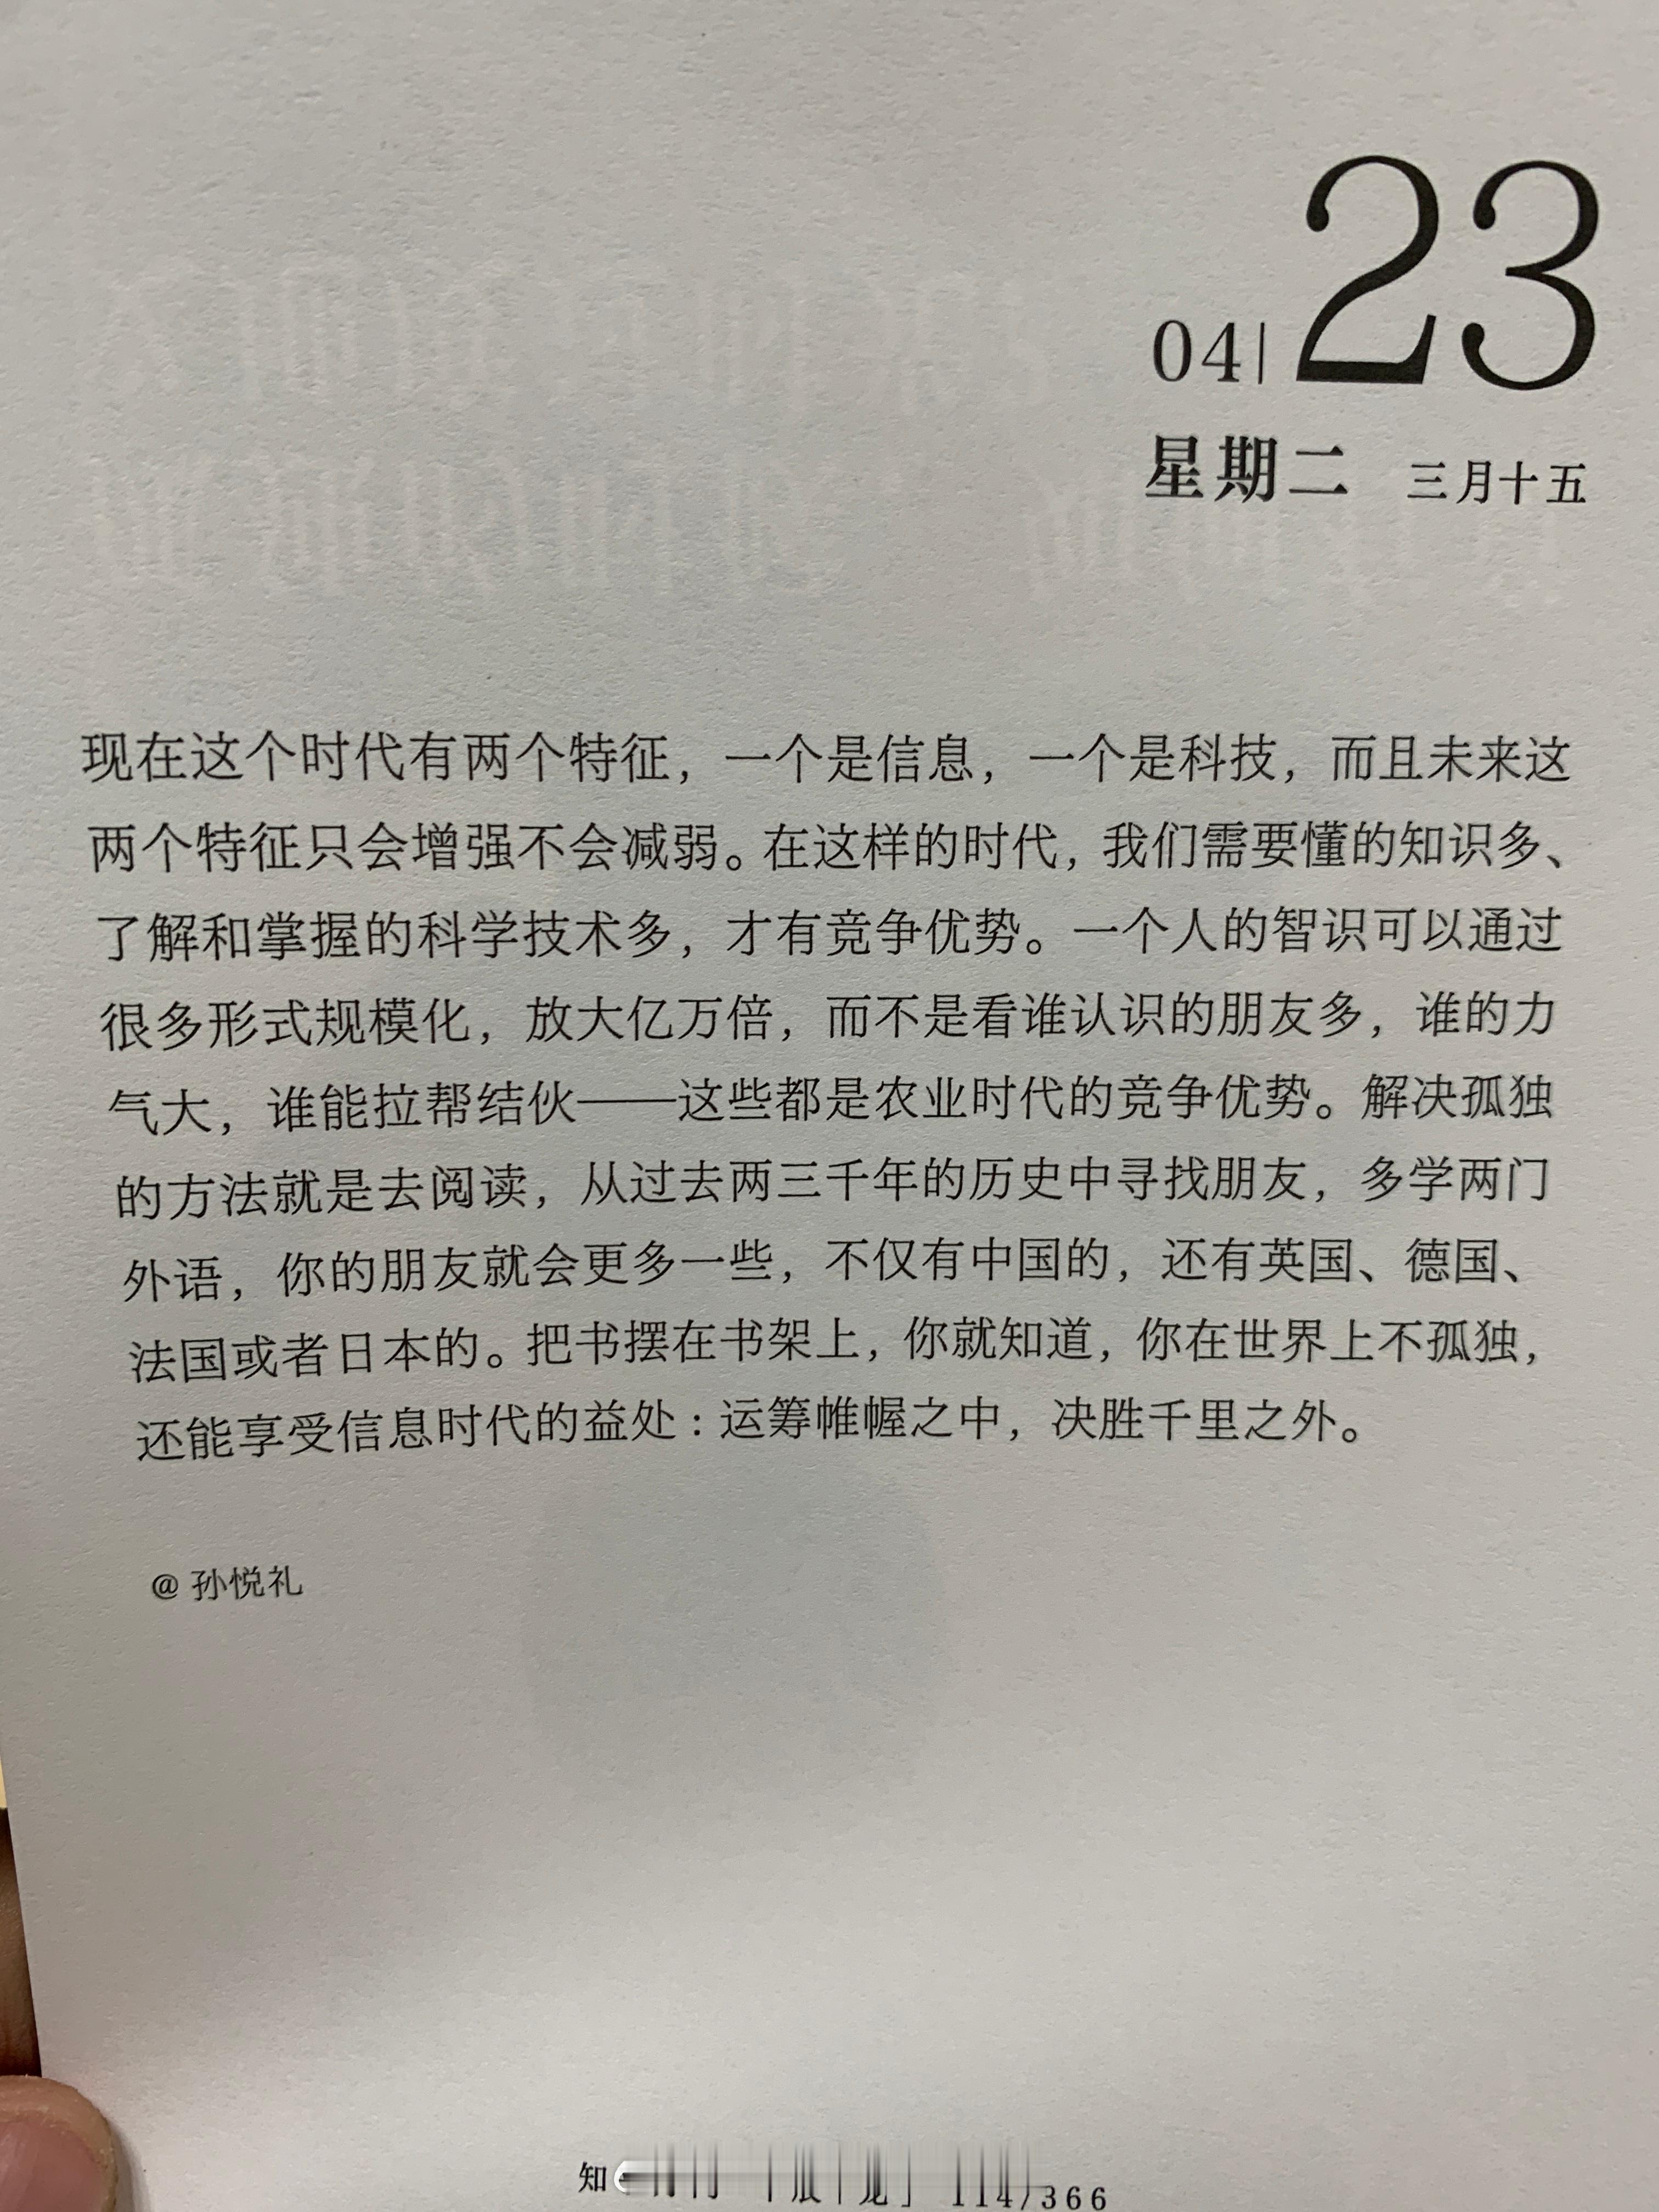 04| 23
星期二 三月十五
现在这个时代有两个特征，一个是信息，一个是科技，而且未来这
两个特征只会增强不会减弱。在这样的时代，我们需要懂的知识多、
了解和掌握的科学技术多，才有竞争优势。一个人的智识可以通过
很多形式规模化，放大亿万倍，而不是看谁认识的朋友多，谁的力
气大，谁能拉帮结伙——这些都是农业时代的竞争优势。解决孤独
的方法就是去阅读，从过去两三千年的历史中寻找朋友，多学两门
外语，你的朋友就会更多一些，不仅有中国的，还有英国、德国、
法国或者日本的。把书摆在书架上，你就知道，你在世界上不孤独，
还能享受信息时代的益处：运筹帷幄之中，决胜千里之外。
@ 孙悦礼
知 114/366